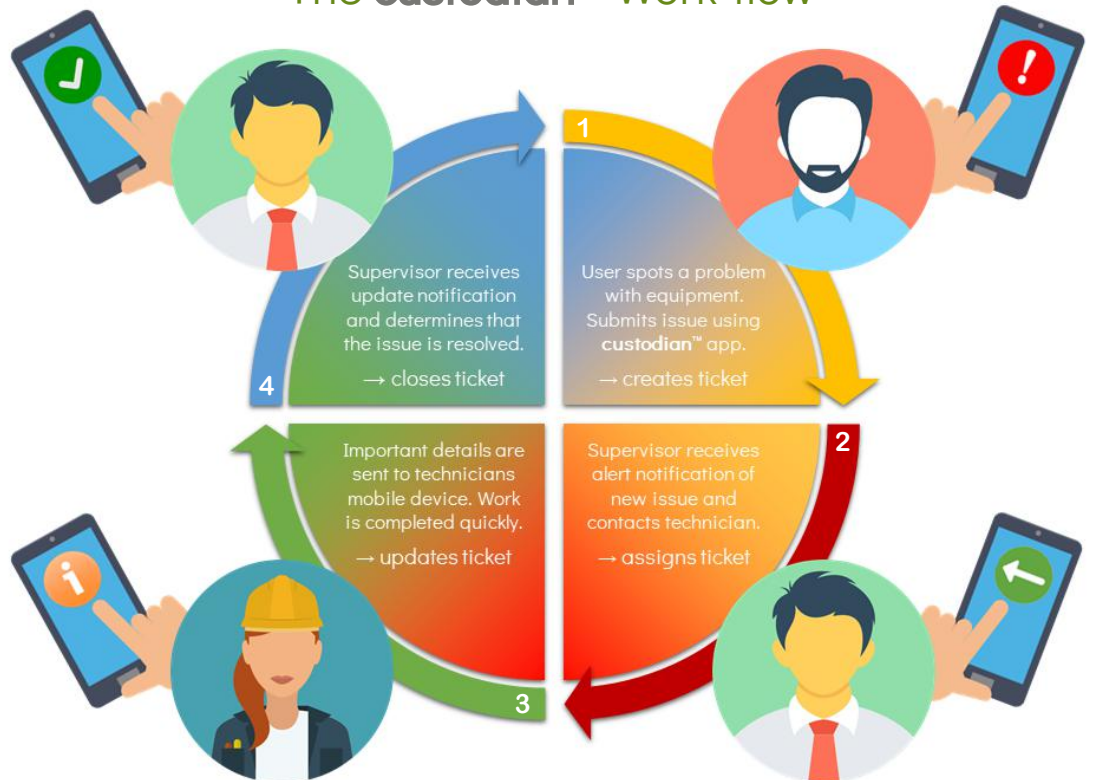 The custodian™ Work-flow
1
User spots a problem
with equipment.
Submits issue using
custodian™ app.
→ creates ticket
2
Supervisor receives
alert notification of
new issue and
contacts technician.
→ assigns ticket
3
Important details are
sent to technicians
mobile device. Work
is completed quickly.
→ updates ticket
4
Supervisor receives
update notification
and determines that
the issue is resolved.
→ closes ticket